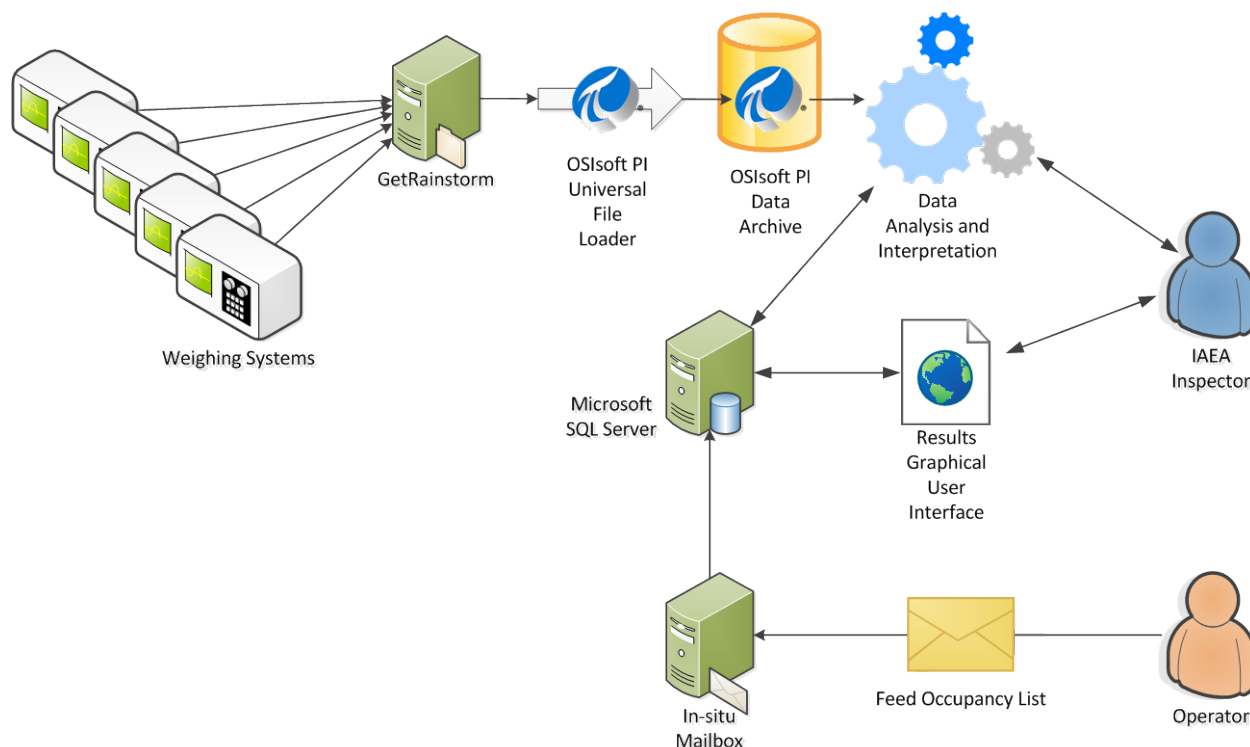 GetRainstorm
OSIsoft PI
Universal
File
Loader
OSIsoft PI
Data
Archive
Data
Analysis and
Interpretation
Weighing Systems
IAEA
Inspector
Microsoft
SQL Server
Results
Graphical
User
Interface
In-situ
Mailbox
Feed Occupancy List
Operator